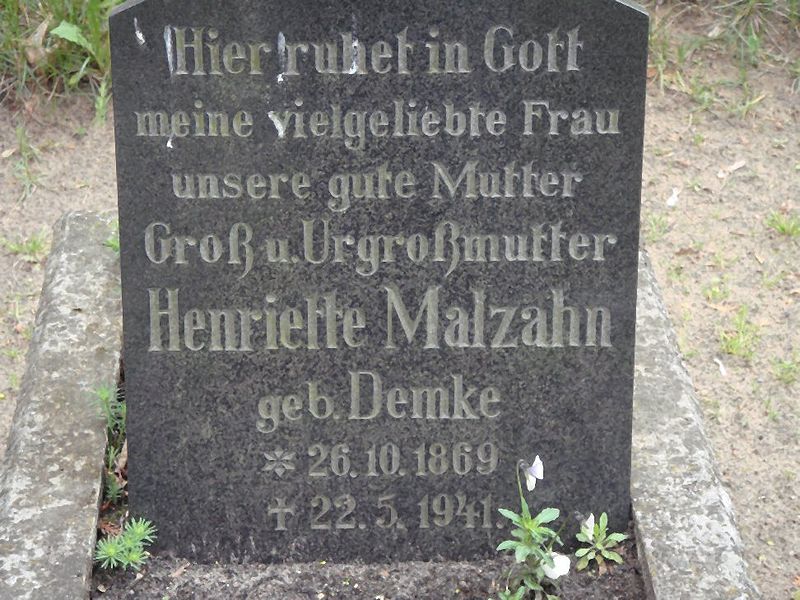 Hier ruhet in Gott
meine vielgeliebte Frau
unsere gute Mutter
Groß u. Urgroßmutter
Henriette Malzahn
geb. Demke
* 26. 10. 1869
† 22. 5. 1941.